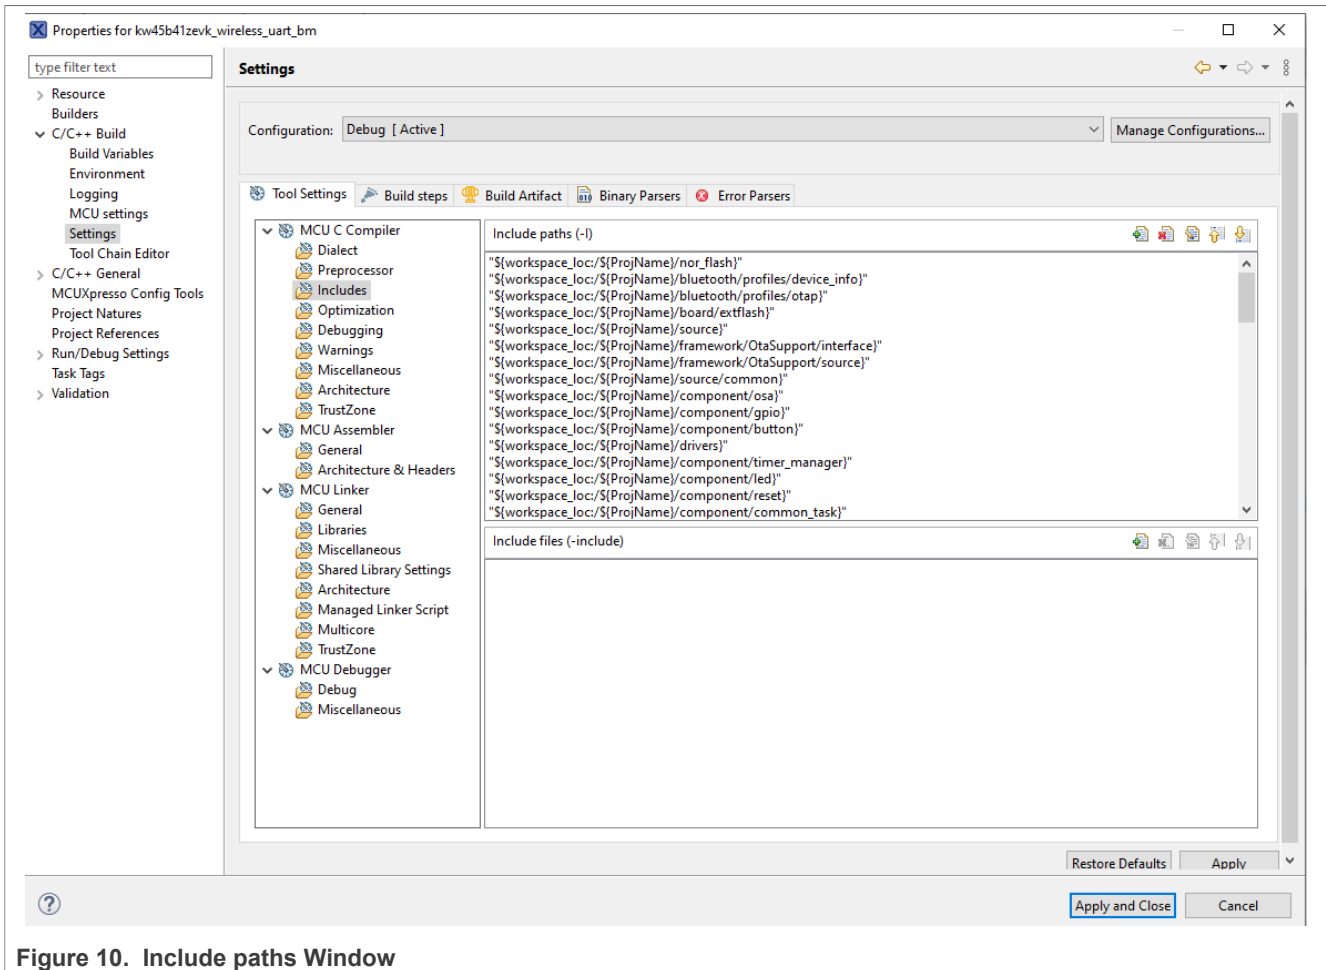 Properties for kw45b41zevk_wireless_uart_bm
type filter text
Resource
Builders
C/C++ Build
Build Variables
Environment
Logging
MCU settings
Settings
Tool Chain Editor
C/C++ General
MCUXpresso Config Tools
Project Natures
Project References
Run/Debug Settings
Task Tags
Validation
Settings
Configuration: Debug [ Active ]
Manage Configurations...
Tool Settings Build steps Build Artifact Binary Parsers Error Parsers
MCU C Compiler
Dialect
Preprocessor
Includes
Optimization
Debugging
Warnings
Miscellaneous
Architecture
TrustZone
MCU Assembler
General
Architecture & Headers
MCU Linker
General
Libraries
Miscellaneous
Shared Library Settings
Architecture
Managed Linker Script
Multicore
TrustZone
MCU Debugger
Debug
Miscellaneous
Include paths (-I)
"${workspace_loc:/${ProjName}/nor_flash}"
"${workspace_loc:/${ProjName}/bluetooth/profiles/device_info}"
"${workspace_loc:/${ProjName}/bluetooth/profiles/otap}"
"${workspace_loc:/${ProjName}/board/extflash}"
"${workspace_loc:/${ProjName}/source}"
"${workspace_loc:/${ProjName}/framework/OtaSupport/interface}"
"${workspace_loc:/${ProjName}/framework/OtaSupport/source}"
"${workspace_loc:/${ProjName}/source/common}"
"${workspace_loc:/${ProjName}/component/osa}"
"${workspace_loc:/${ProjName}/component/gpio}"
"${workspace_loc:/${ProjName}/component/button}"
"${workspace_loc:/${ProjName}/drivers}"
"${workspace_loc:/${ProjName}/component/timer_manager}"
"${workspace_loc:/${ProjName}/component/led}"
"${workspace_loc:/${ProjName}/component/reset}"
"${workspace_loc:/${ProjName}/component/common_task}"
Include files (-include)
Restore Defaults
Apply
Apply and Close
Cancel
Figure 10. Include paths Window